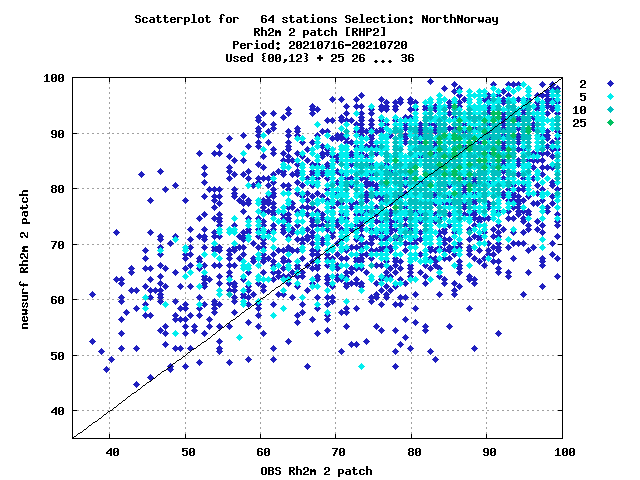 Scatterplot for   64 stations Selection: NorthNorway
Rh2m 2 patch [RHP2]
Period: 20210716-20210720
Used {00,12} + 25 26 ... 36
2
5
10
25
100
90
80
70
60
50
40
newsurf Rh2m 2 patch
40 50 60 70 80 90 100
OBS Rh2m 2 patch